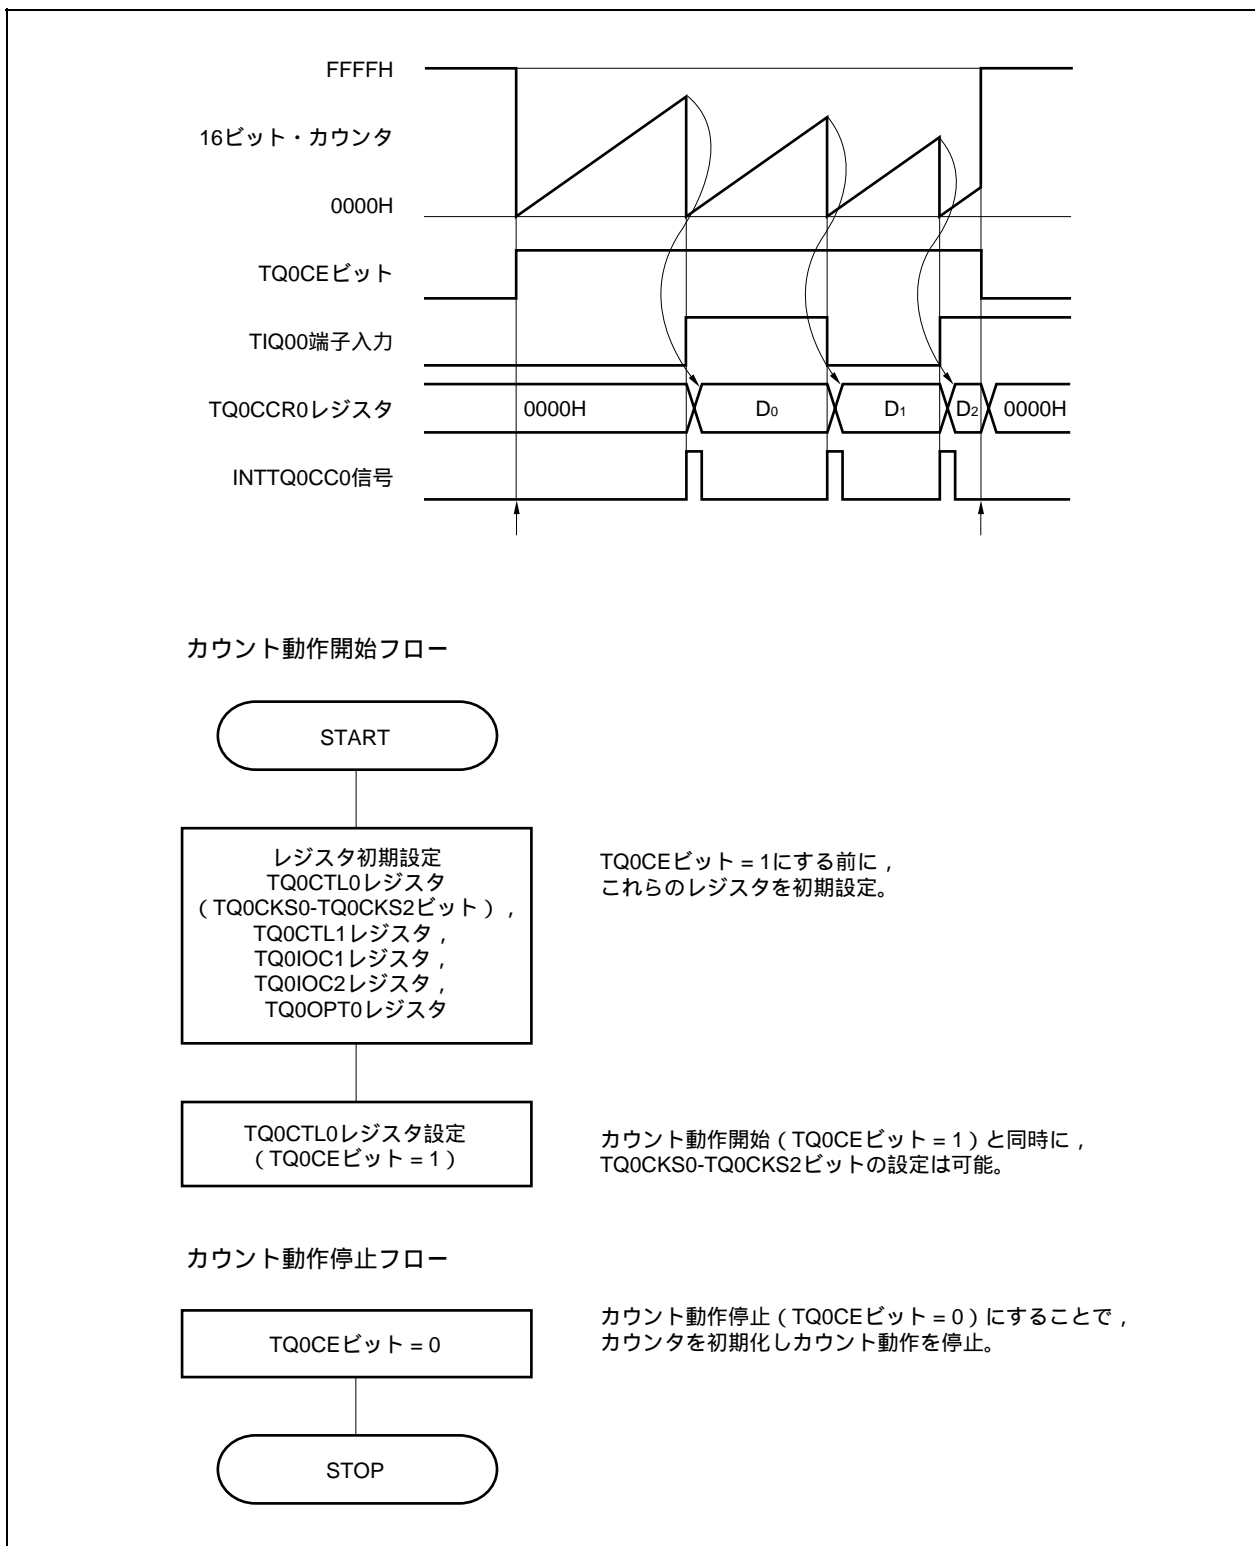 FFFFH
16ビット・カウンタ
0000H
TQ0CEビット
TIQ00端子入力
TQ0CCR0レジスタ
0000H
D0
D1
D2
0000H
INTTQ0CC0信号
カウント動作開始フロー
START
レジスタ初期設定
TQ0CTL0レジスタ
（TQ0CKS0-TQ0CKS2ビット），
TQ0CTL1レジスタ，
TQ0IOC1レジスタ，
TQ0IOC2レジスタ，
TQ0OPT0レジスタ
TQ0CEビット = 1にする前に，
これらのレジスタを初期設定。
TQ0CTL0レジスタ設定
（TQ0CEビット = 1）
カウント動作開始（TQ0CEビット = 1）と同時に，
TQ0CKS0-TQ0CKS2ビットの設定は可能。
カウント動作停止フロー
TQ0CEビット = 0
カウント動作停止（TQ0CEビット = 0）にすることで，
カウンタを初期化しカウント動作を停止。
STOP